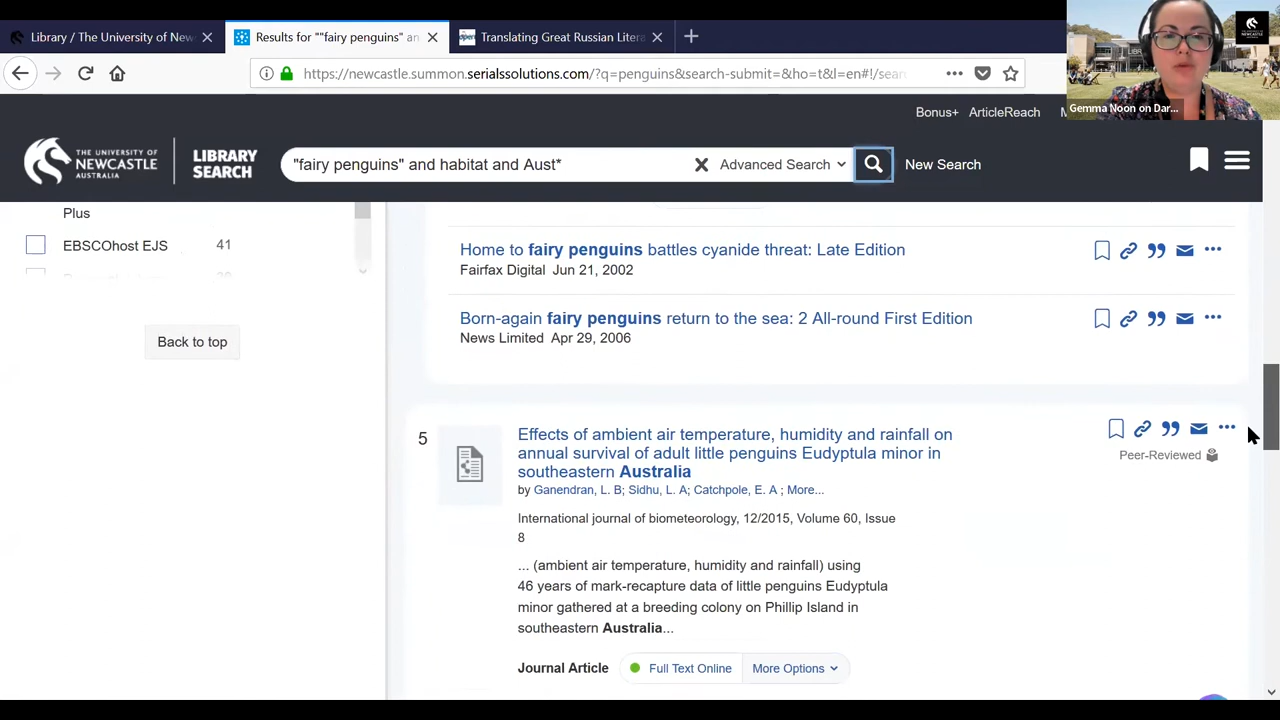 Library / The University of New
Results for ""fairy penguins" an
Translating Great Russian Litera
https://newcastle.summon.serialssolutions.com/?q=penguins&search-submit=&ho=t&l=en#!/sear
LIBR
Gemma Noon on Dar...
Bonus+ ArticleReach
THE UNIVERSITY OF
NEWCASTLE
AUSTRALIA
LIBRARY
SEARCH
"fairy penguins" and habitat and Aust*
Advanced Search
New Search
Plus
EBSCOhost EJS 41
Back to top
Home to fairy penguins battles cyanide threat: Late Edition
Fairfax Digital Jun 21, 2002
Born-again fairy penguins return to the sea: 2 All-round First Edition
News Limited Apr 29, 2006
5
Effects of ambient air temperature, humidity and rainfall on
annual survival of adult little penguins Eudyptula minor in
southeastern Australia
Peer-Reviewed
by Ganendran, L. B; Sidhu, L. A; Catchpole, E. A ; More...
International journal of biometeorology, 12/2015, Volume 60, Issue
8
... (ambient air temperature, humidity and rainfall) using
46 years of mark-recapture data of little penguins Eudyptula
minor gathered at a breeding colony on Phillip Island in
southeastern Australia...
Journal Article Full Text Online More Options